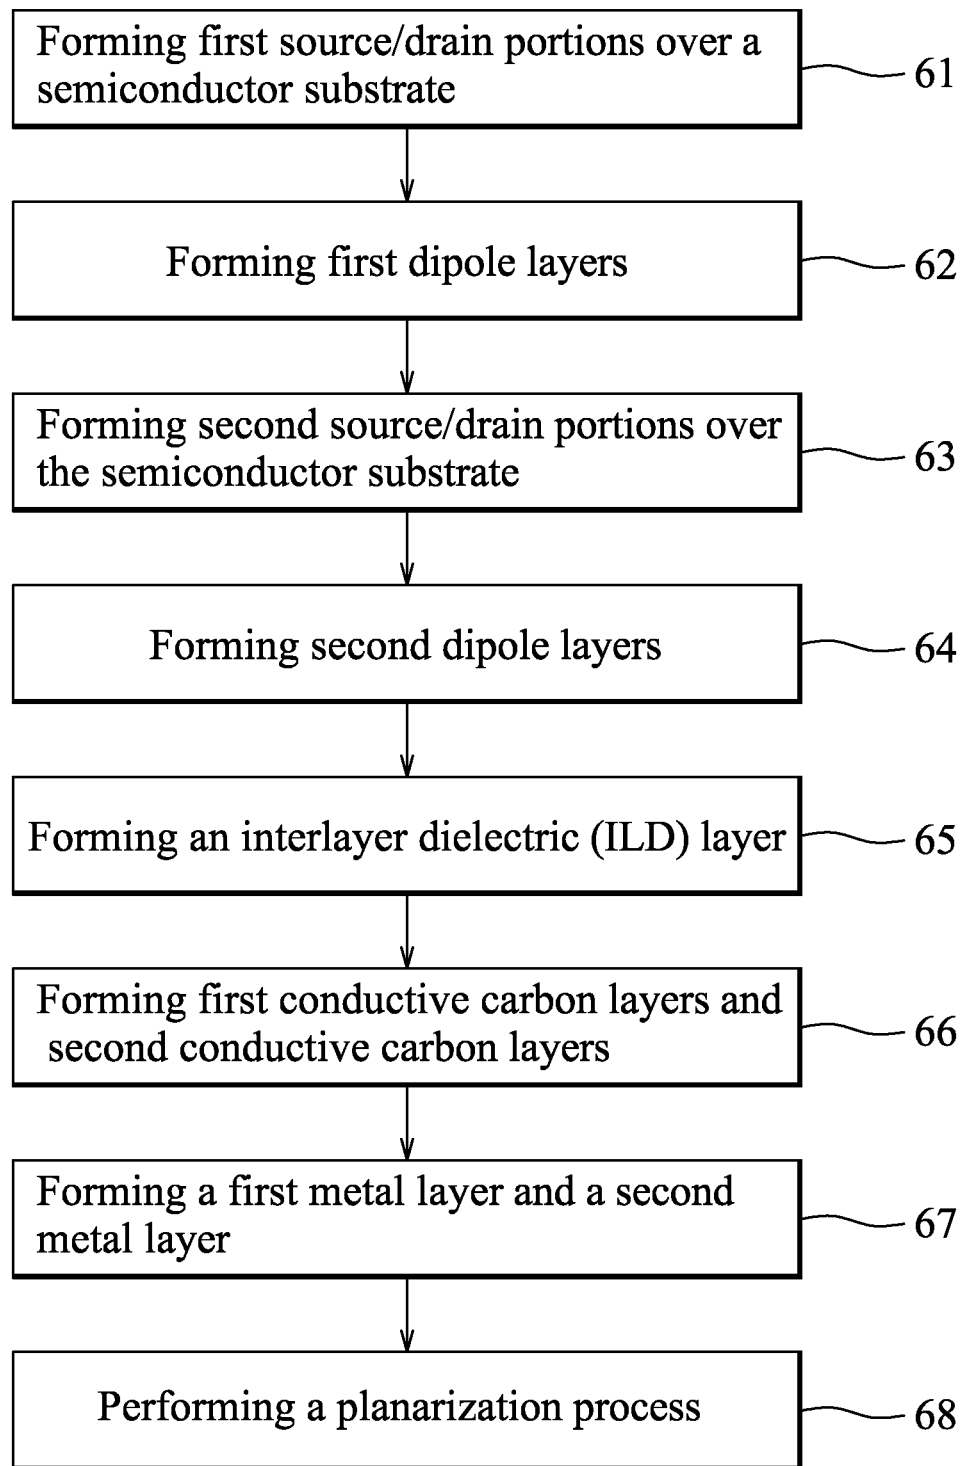 Forming first source/drain portions over a
semiconductor substrate
61
Forming first dipole layers
62
Forming second source/drain portions over
the semiconductor substrate
63
Forming second dipole layers
64
Forming an interlayer dielectric (ILD) layer
65
Forming first conductive carbon layers and
second conductive carbon layers
66
Forming a first metal layer and a second
metal layer
67
Performing a planarization process
68